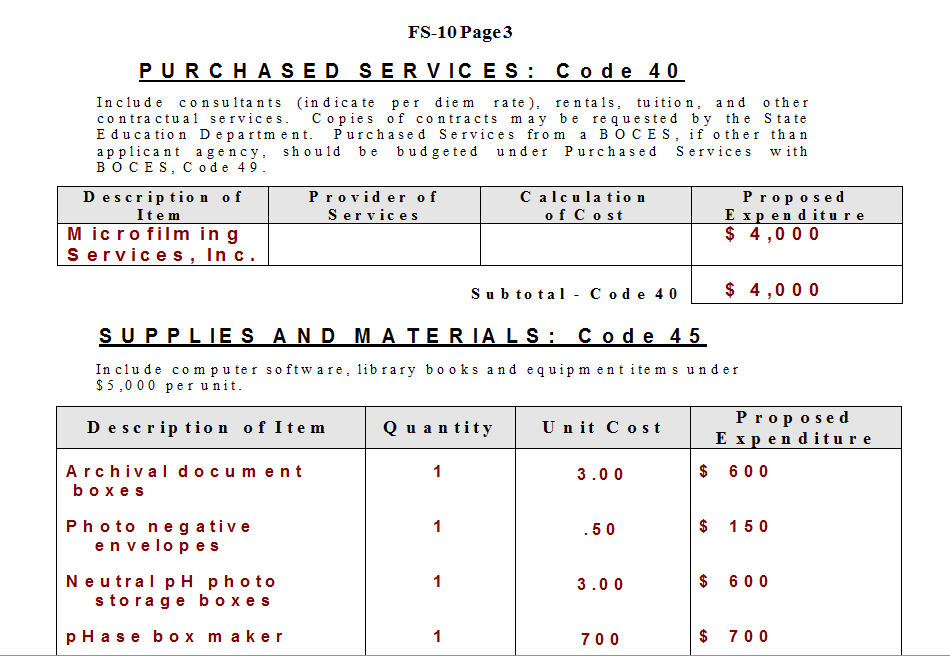 FS-10 Page 3
PURCHASED SERVICES: Code 40
Include consultants (indicate per diem rate), rentals, tuition, and other
contractual services. Copies of contracts may be requested by the State
Education Department. Purchased Services from a BOCES, if other than
applicant agency, should be budgeted under Purchased Services with
BOCES, Code 49.
Description of Item Provider of Services Calculation of Cost Proposed Expenditure
Microfilming $ 4,000
Services, Inc.
Subtotal - Code 40 $ 4,000
SUPPLIES AND MATERIALS: Code 45
Include computer software, library books and equipment items under
$5,000 per unit.
Description of Item Quantity Unit Cost Proposed Expenditure
Archival document 1 3.00 $ 600
boxes
Photo negative 1 .50 $ 150
envelopes
Neutral pH photo 1 3.00 $ 600
storage boxes
pHase box maker 1 700 $ 700